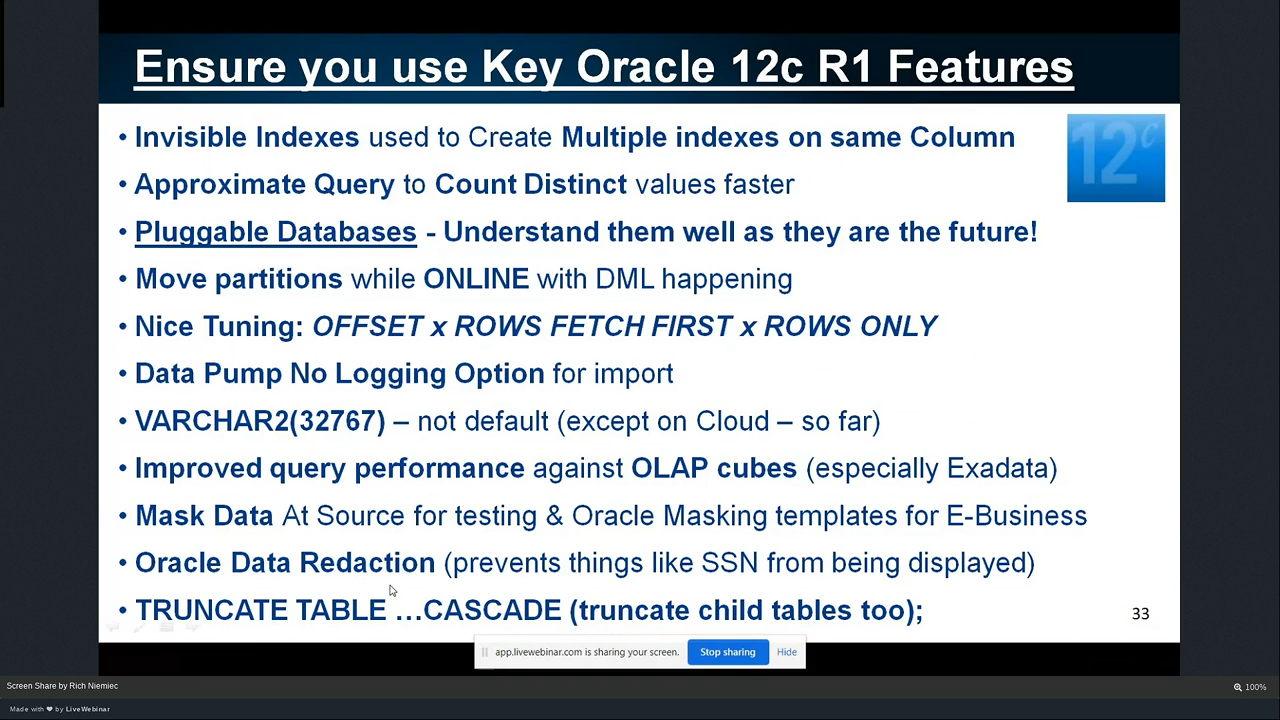 Ensure you use Key Oracle 12c R1 Features
12c
• Invisible Indexes used to Create Multiple indexes on same Column
• Approximate Query to Count Distinct values faster
• Pluggable Databases - Understand them well as they are the future!
• Move partitions while ONLINE with DML happening
• Nice Tuning: OFFSET x ROWS FETCH FIRST x ROWS ONLY
• Data Pump No Logging Option for import
• VARCHAR2(32767) – not default (except on Cloud – so far)
• Improved query performance against OLAP cubes (especially Exadata)
• Mask Data At Source for testing & Oracle Masking templates for E-Business
• Oracle Data Redaction (prevents things like SSN from being displayed)
• TRUNCATE TABLE …CASCADE (truncate child tables too);
33
app.livewebinar.com is sharing your screen. Stop sharing Hide
Screen Share by Rich Niemiec
100%
Made with ❤ by LiveWebinar